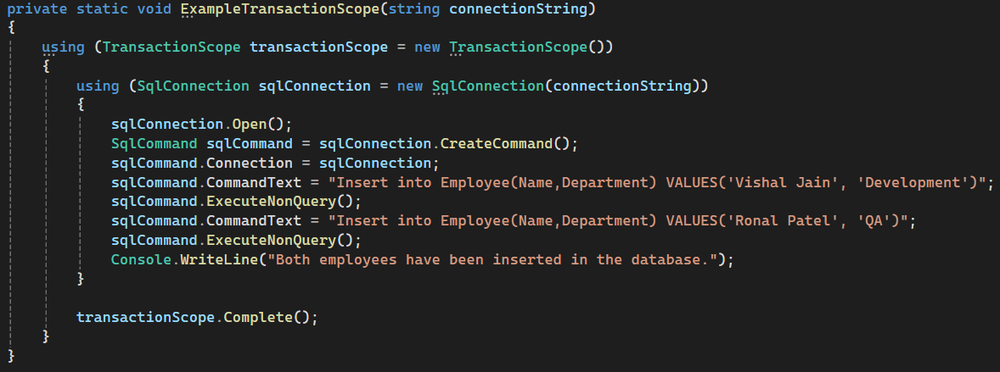 private static void ExampleTransactionScope(string connectionString)
{
using (TransactionScope transactionScope = new TransactionScope())
{
using (SqlConnection sqlConnection = new SqlConnection(connectionString))
{
sqlConnection.Open();
SqlCommand sqlCommand = sqlConnection.CreateCommand();
sqlCommand.Connection = sqlConnection;
sqlCommand.CommandText = "Insert into Employee(Name,Department) VALUES('Vishal Jain', 'Development')";
sqlCommand.ExecuteNonQuery();
sqlCommand.CommandText = "Insert into Employee(Name,Department) VALUES('Ronal Patel', 'QA')";
sqlCommand.ExecuteNonQuery();
Console.WriteLine("Both employees have been inserted in the database.");
}
transactionScope.Complete();
}
}